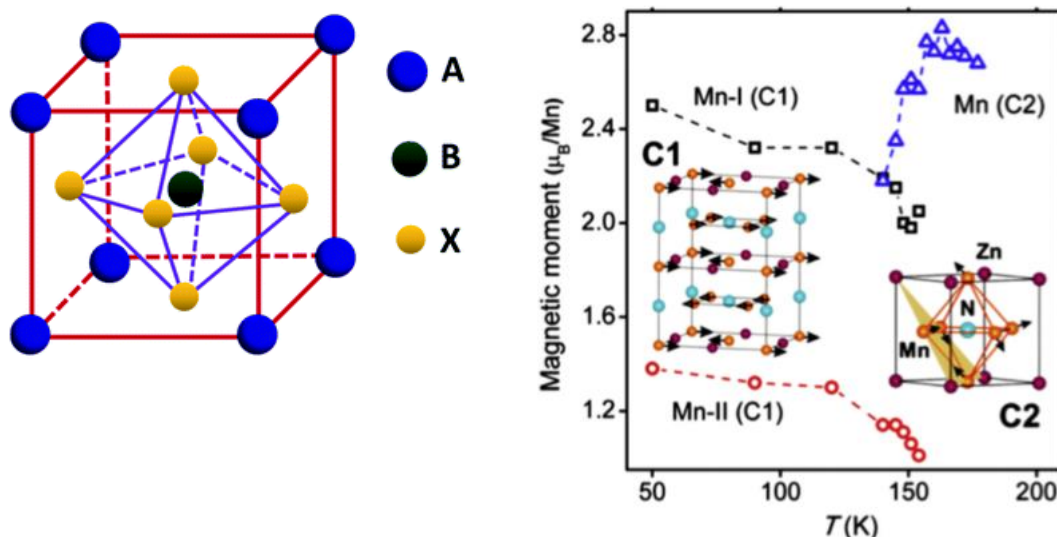 A
B
X
Magnetic moment (μB/Mn)
2.8
2.4
2.0
1.6
1.2
Mn-I (C1)
Mn (C2)
C1
Zn
N
Mn
C2
Mn-II (C1)
50
100
150
200
T (K)